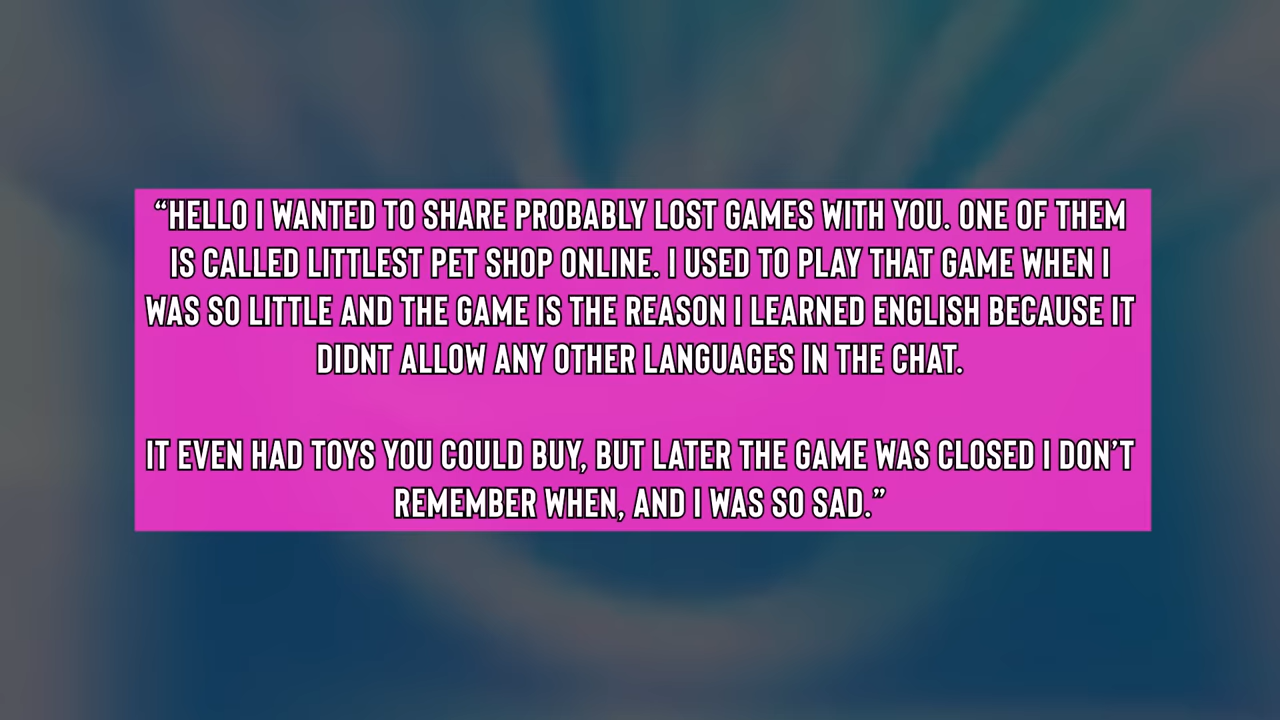 “HELLO I WANTED TO SHARE PROBABLY LOST GAMES WITH YOU. ONE OF THEM
IS CALLED LITTLEST PET SHOP ONLINE. I USED TO PLAY THAT GAME WHEN I
WAS SO LITTLE AND THE GAME IS THE REASON I LEARNED ENGLISH BECAUSE IT
DIDNT ALLOW ANY OTHER LANGUAGES IN THE CHAT.
IT EVEN HAD TOYS YOU COULD BUY, BUT LATER THE GAME WAS CLOSED I DON’T
REMEMBER WHEN, AND I WAS SO SAD.”